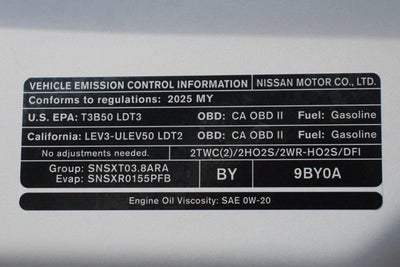 VEHICLE EMISSION CONTROL INFORMATION NISSAN MOTOR CO., LTD.
Conforms to regulations: 2025 MY
U.S. EPA: T3B50 LDT3 OBD: CA OBD II Fuel: Gasoline
California: LEV3-ULEV50 LDT2 OBD: CA OBD II Fuel: Gasoline
No adjustments needed. 2TWC(2)/2HO2S/2WR-HO2S/DFI
Group: SNSXT03.8ARA BY 9BY0A
Evap: SNSXR0155PFB
Engine Oil Viscosity: SAE 0W-20